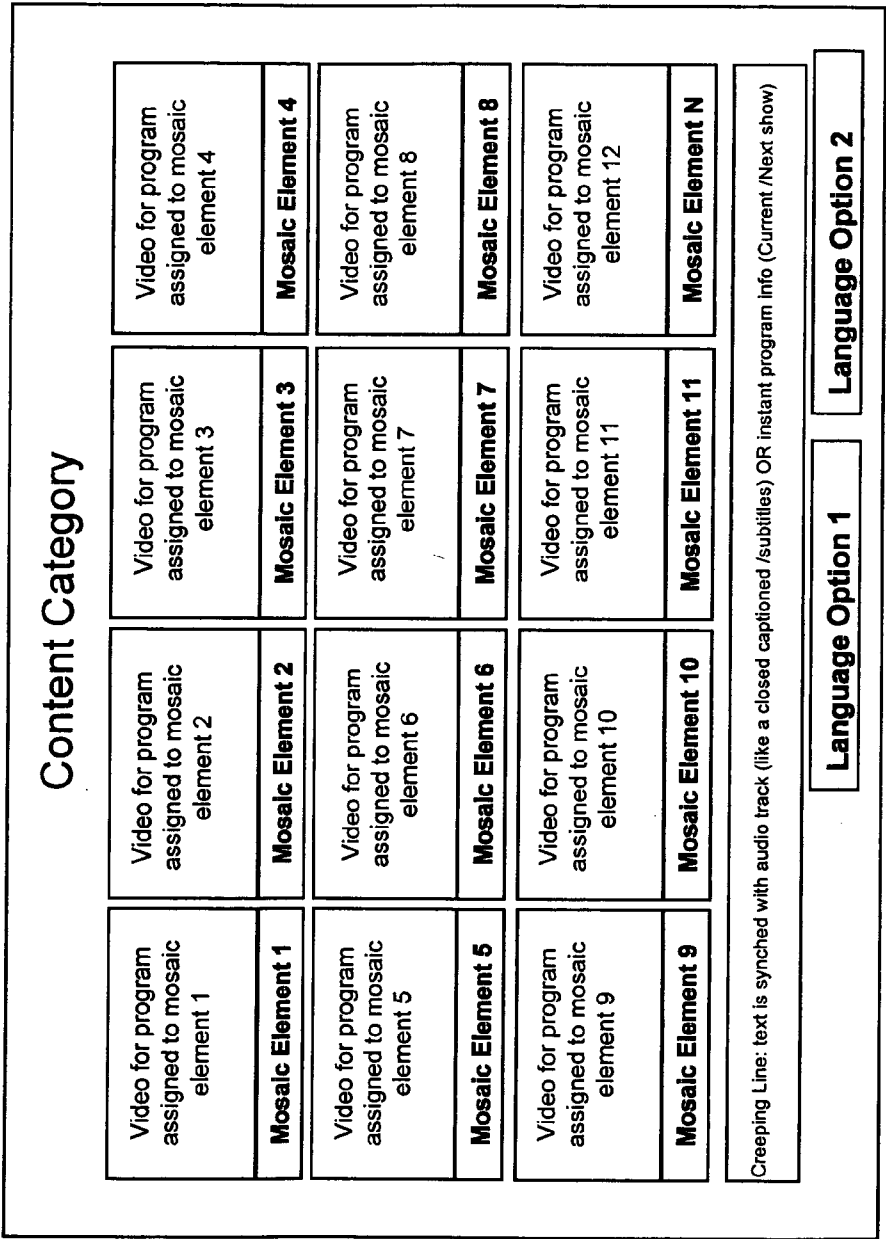 Content Category
Video for program
assigned to mosaic
element 1
Mosaic Element 1
Video for program
assigned to mosaic
element 2
Mosaic Element 2
Video for program
assigned to mosaic
element 3
Mosaic Element 3
Video for program
assigned to mosaic
element 4
Mosaic Element 4
Video for program
assigned to mosaic
element 5
Mosaic Element 5
Video for program
assigned to mosaic
element 6
Mosaic Element 6
Video for program
assigned to mosaic
element 7
Mosaic Element 7
Video for program
assigned to mosaic
element 8
Mosaic Element 8
Video for program
assigned to mosaic
element 9
Mosaic Element 9
Video for program
assigned to mosaic
element 10
Mosaic Element 10
Video for program
assigned to mosaic
element 11
Mosaic Element 11
Video for program
assigned to mosaic
element 12
Mosaic Element N
Creeping Line: text is synched with audio track (like a closed captioned /subtitles) OR instant program info (Current /Next show)
Language Option 1
Language Option 2